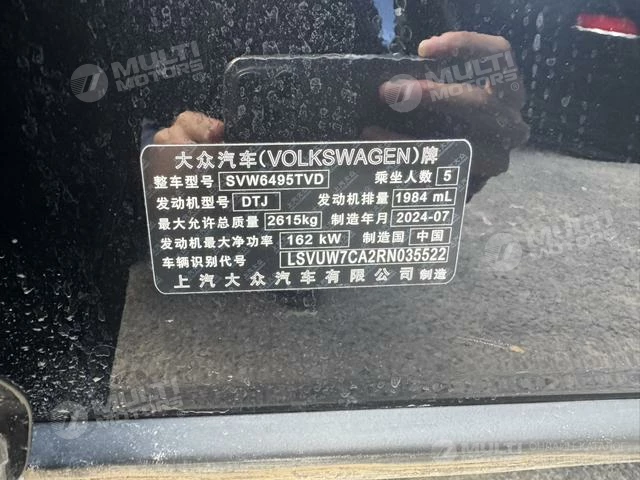 MULTI MOTORS
MULTI MOTORS
大众汽车(VOLKSWAGEN)牌
整车型号 SVW6495TVD 乘坐人数 5
发动机型号 DTJ 发动机排量 1984 mL
最大允许总质量 2615kg 制造年月 2024-07
发动机最大净功率 162 kW 制造国 中国
车辆识别代号 LSVUW7CA2RN035522
上汽大众汽车有限公司 制造
MULTI MOTORS
MULTI MOTORS